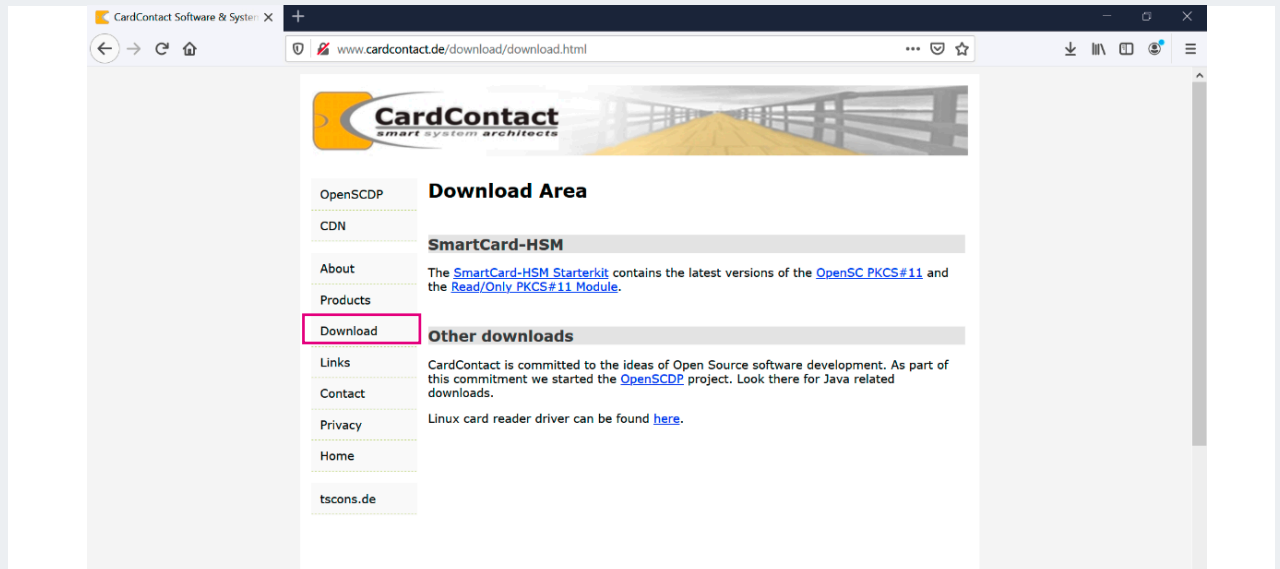 CardContact Software & System
www.cardcontact.de/download/download.html
CardContact
smart system architects
OpenSCDP
CDN
About
Products
Download
Links
Contact
Privacy
Home
tscons.de
Download Area
SmartCard-HSM
The SmartCard-HSM Starterkit contains the latest versions of the OpenSC PKCS#11 and
the Read/Only PKCS#11 Module.
Other downloads
CardContact is committed to the ideas of Open Source software development. As part of
this commitment we started the OpenSCDP project. Look there for Java related
downloads.
Linux card reader driver can be found here.